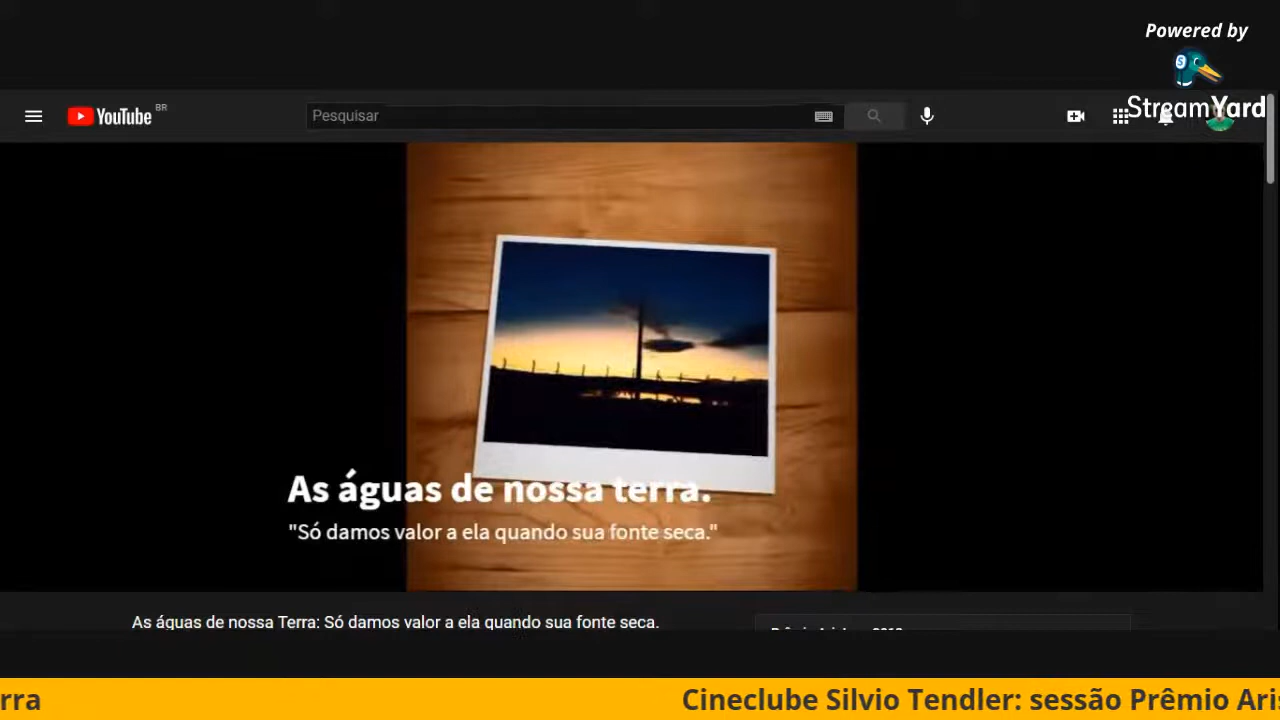 Powered by
StreamYard
YouTube BR
Pesquisar
As águas de nossa terra.
"Só damos valor a ela quando sua fonte seca."
As águas de nossa Terra: Só damos valor a ela quando sua fonte seca.
rra
Cineclube Silvio Tendler: sessão Prêmio Aris